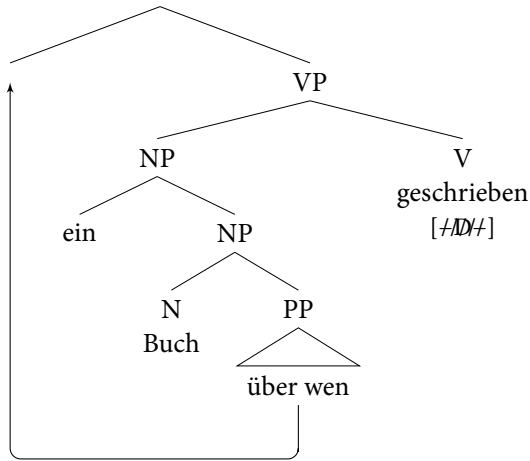 VP
NP V
geschrieben
ein NP
N PP
Buch
über wen